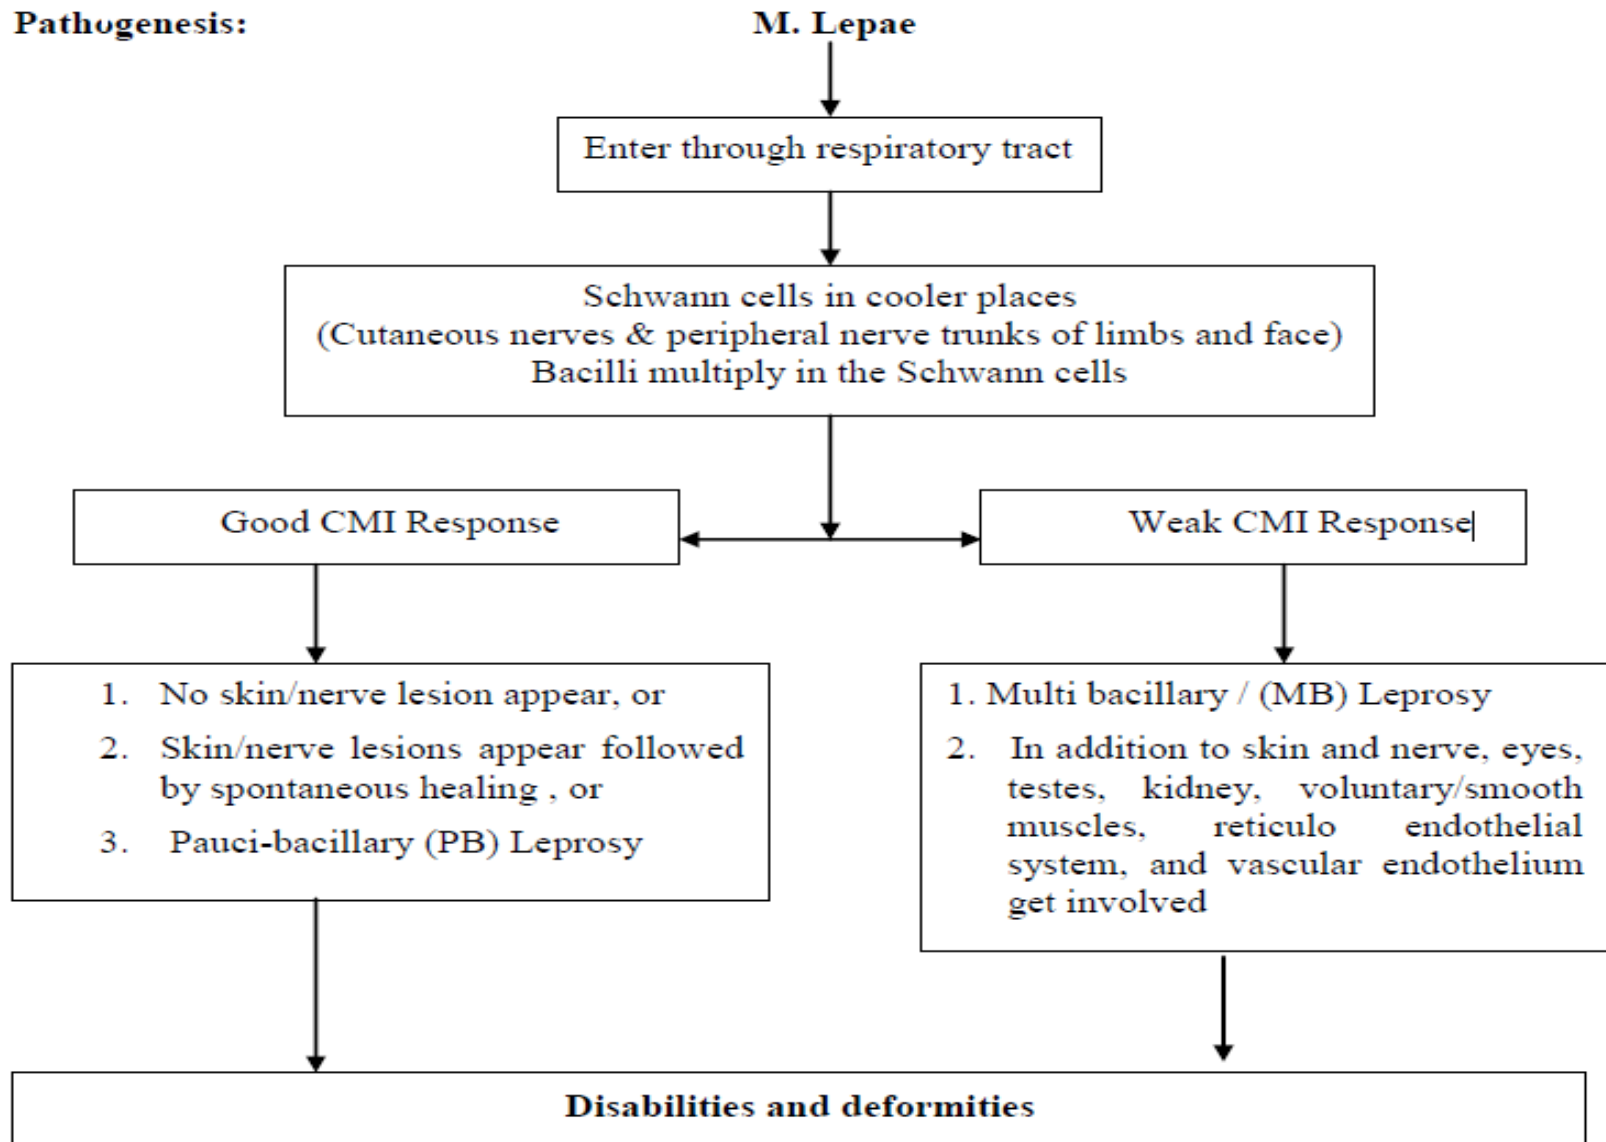 Pathogenesis:
M. Lepae
Enter through respiratory tract
Schwann cells in cooler places
(Cutaneous nerves & peripheral nerve trunks of limbs and face)
Bacilli multiply in the Schwann cells
Good CMI Response
Weak CMI Response
1. No skin/nerve lesion appear, or
2. Skin/nerve lesions appear followed
by spontaneous healing , or
3. Pauci-bacillary (PB) Leprosy
1. Multi bacillary / (MB) Leprosy
2. In addition to skin and nerve, eyes,
testes, kidney, voluntary/smooth
muscles, reticulo endothelial
system, and vascular endothelium
get involved
Disabilities and deformities